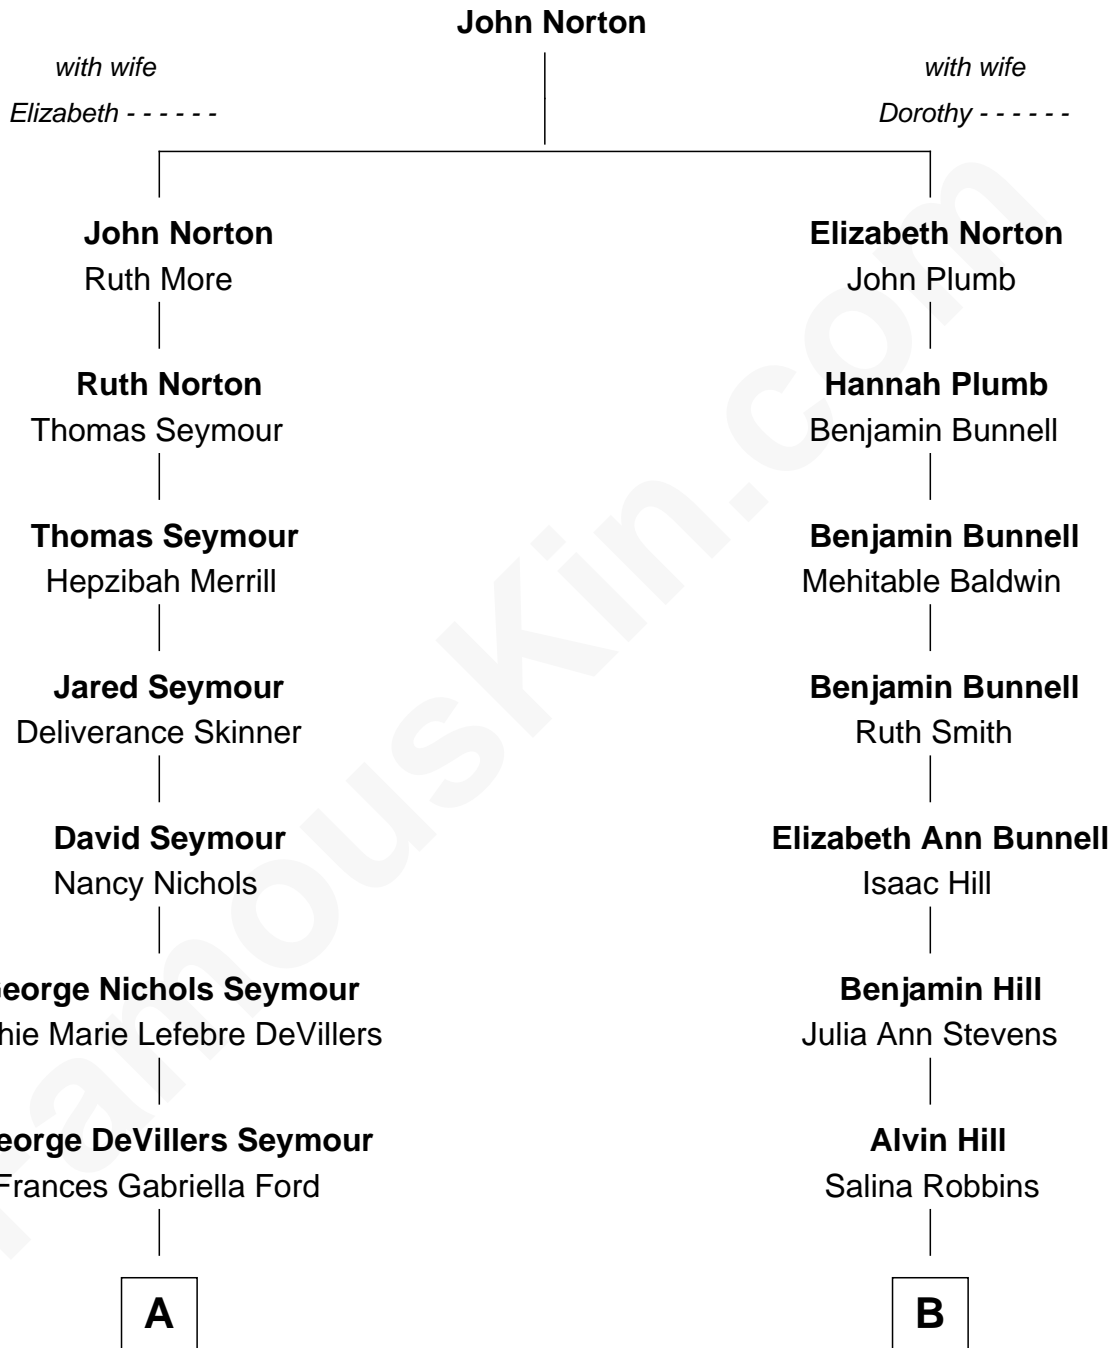 John Norton
with wife
Elizabeth - - - - - -
with wife
Dorothy - - - - - -
John Norton
Ruth More
Elizabeth Norton
John Plumb
Ruth Norton
Thomas Seymour
Hannah Plumb
Benjamin Bunnell
Thomas Seymour
Hepzibah Merrill
Benjamin Bunnell
Mehitable Baldwin
Jared Seymour
Deliverance Skinner
Benjamin Bunnell
Ruth Smith
David Seymour
Nancy Nichols
Elizabeth Ann Bunnell
Isaac Hill
George Nichols Seymour
hie Marie Lefebre DeVillers
Benjamin Hill
Julia Ann Stevens
eorge DeVillers Seymour
Frances Gabriella Ford
Alvin Hill
Salina Robbins
A
B
FamousKin.com